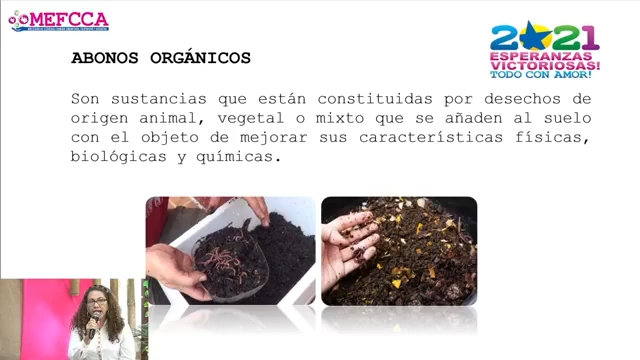 MEFCCA
ABONOS ORGÁNICOS
2021
ESPERANZAS
VICTORIOSAS!
TODO CON AMOR!
Son sustancias que están constituidas por desechos de
origen animal, vegetal o mixto que se añaden al suelo
con el objeto de mejorar sus características físicas,
biológicas y químicas.